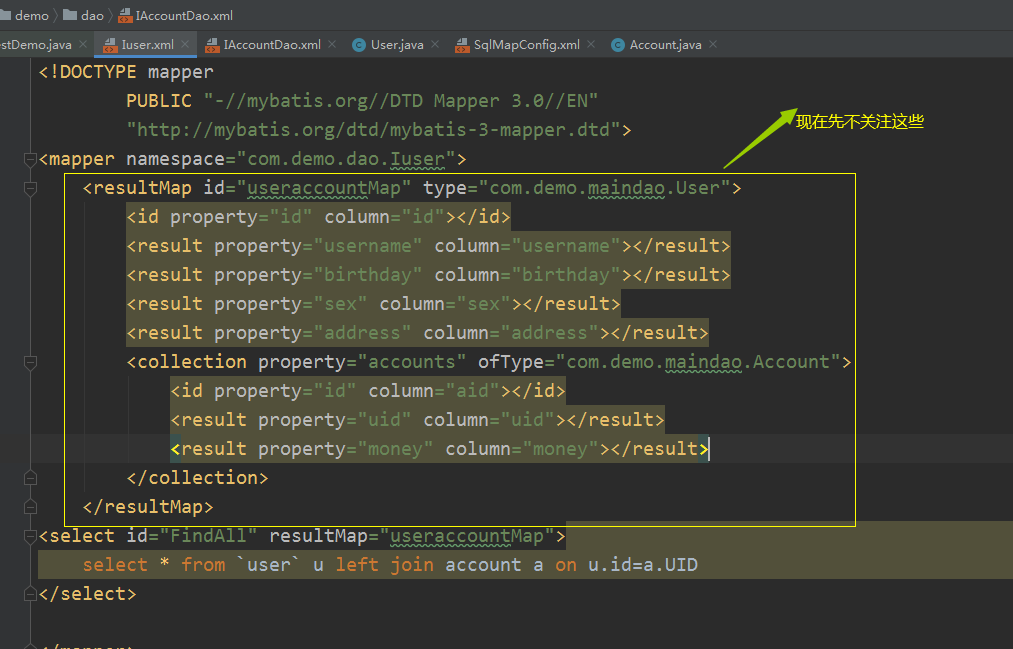 demo dao IAccountDao.xml
estDemo.java Iuser.xml IAccountDao.xml User.java SqlMapConfig.xml Account.java
<!DOCTYPE mapper
PUBLIC "-//mybatis.org//DTD Mapper 3.0//EN"
现在先不关注这些
"http://mybatis.org/dtd/mybatis-3-mapper.dtd">
<mapper namespace="com.demo.dao.Iuser">
<resultMap id="useraccountMap" type="com.demo.maindao.User">
<id property="id" column="id"></id>
<result property="username" column="username"></result>
<result property="birthday" column="birthday"></result>
<result property="sex" column="sex"></result>
<result property="address" column="address"></result>
<collection property="accounts" ofType="com.demo.maindao.Account">
<id property="id" column="aid"></id>
<result property="uid" column="uid"></result>
<result property="money" column="money"></result>
</collection>
</resultMap>
<select id="FindAll" resultMap="useraccountMap">
select * from `user` u left join account a on u.id=a.UID
</select>